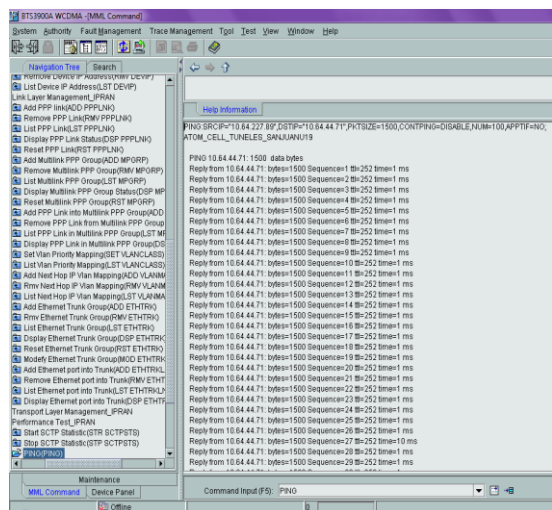 BTS3900A WCDMA -[MML Command]
System Authority Fault Management Trace Management Tool Test View Window Help
Navigation Tree Search
Remove Device IP Address(RMV DEVIP)
List Device IP Address(LST DEVIP)
Link Layer Management_IPRAN
Add PPP link(ADD PPPLNK)
Remove PPP Link(RMV PPPLNK)
List PPP Link(LST PPPLNK)
Display PPP Link Status(DSP PPPLNK)
Reset PPP Link(RST PPPLNK)
Add Multilink PPP Group(ADD MPGRP)
Remove Multilink PPP Group(RMV MPGRP)
List Multilink PPP Group(LST MPGRP)
Display Multilink PPP Group Status(DSP MP
Reset Multilink PPP Group(RST MPGRP)
Add PPP Link into Multilink PPP Group(ADD
Remove PPP Link from Multilink PPP Group
List PPP Link in Multilink PPP Group(LST MF
Display PPP Link in Multilink PPP Group(DS
Set Vlan Priority Mapping(SET VLANCLASS)
List Vlan Priority Mapping(LST VLANCLASS)
Add Next Hop IP Vlan Mapping(ADD VLANMA
Rmv Next Hop IP Vlan Mapping(RMV VLANM
List Next Hop IP Vlan Mapping(LST VLANMA
Add Ethernet Trunk Group(ADD ETHTRK)
Rmv Ethernet Trunk Group(RMV ETHTRK)
List Ethernet Trunk Group(LST ETHTRK)
Dsplay Ethernet Trunk Group(DSP ETHTRK
Reset Ethernet Trunk Group(RST ETHTRK)
Modefy Ethernet Trunk Group(MOD ETHTRK
Add Ethernet port into Trunk(ADD ETHTRKL
Remove Ethernet port into Trunk(RMV ETHT
List Ethernet port into Trunk(LST ETHTRKLN
Display Ethernet port into Trunk(DSP ETHTF
Transport Layer Management_IPRAN
Performance Test_IPRAN
Start SCTP Statistic(STR SCTPSTS)
Stop SCTP Statistic(STP SCTPSTS)
PING(PING)
Maintenance
MML Command Device Panel
Offline
Help Information
PING:SRCIP="10.64.227.89",DSTIP="10.64.44.71",PKTSIZE=1500,CONTPING=DISABLE,NUM=100,APPTIF=NO;
ATOM_CELL_TUNELES_SANJUANU19
PING 10.64.44.71: 1500 data bytes
Reply from 10.64.44.71: bytes=1500 Sequence=1 ttl=252 time=1 ms
Reply from 10.64.44.71: bytes=1500 Sequence=2 ttl=252 time=1 ms
Reply from 10.64.44.71: bytes=1500 Sequence=3 ttl=252 time=1 ms
Reply from 10.64.44.71: bytes=1500 Sequence=4 ttl=252 time=1 ms
Reply from 10.64.44.71: bytes=1500 Sequence=5 ttl=252 time=1 ms
Reply from 10.64.44.71: bytes=1500 Sequence=6 ttl=252 time=1 ms
Reply from 10.64.44.71: bytes=1500 Sequence=7 ttl=252 time=1 ms
Reply from 10.64.44.71: bytes=1500 Sequence=8 ttl=252 time=1 ms
Reply from 10.64.44.71: bytes=1500 Sequence=9 ttl=252 time=1 ms
Reply from 10.64.44.71: bytes=1500 Sequence=10 ttl=252 time=1 ms
Reply from 10.64.44.71: bytes=1500 Sequence=11 ttl=252 time=1 ms
Reply from 10.64.44.71: bytes=1500 Sequence=12 ttl=252 time=1 ms
Reply from 10.64.44.71: bytes=1500 Sequence=13 ttl=252 time=1 ms
Reply from 10.64.44.71: bytes=1500 Sequence=14 ttl=252 time=1 ms
Reply from 10.64.44.71: bytes=1500 Sequence=15 ttl=252 time=1 ms
Reply from 10.64.44.71: bytes=1500 Sequence=16 ttl=252 time=1 ms
Reply from 10.64.44.71: bytes=1500 Sequence=17 ttl=252 time=1 ms
Reply from 10.64.44.71: bytes=1500 Sequence=18 ttl=252 time=1 ms
Reply from 10.64.44.71: bytes=1500 Sequence=19 ttl=252 time=1 ms
Reply from 10.64.44.71: bytes=1500 Sequence=20 ttl=252 time=1 ms
Reply from 10.64.44.71: bytes=1500 Sequence=21 ttl=252 time=1 ms
Reply from 10.64.44.71: bytes=1500 Sequence=22 ttl=252 time=1 ms
Reply from 10.64.44.71: bytes=1500 Sequence=23 ttl=252 time=1 ms
Reply from 10.64.44.71: bytes=1500 Sequence=24 ttl=252 time=1 ms
Reply from 10.64.44.71: bytes=1500 Sequence=25 ttl=252 time=1 ms
Reply from 10.64.44.71: bytes=1500 Sequence=26 ttl=252 time=1 ms
Reply from 10.64.44.71: bytes=1500 Sequence=27 ttl=252 time=10 ms
Reply from 10.64.44.71: bytes=1500 Sequence=28 ttl=252 time=1 ms
Reply from 10.64.44.71: bytes=1500 Sequence=29 ttl=252 time=1 ms
Command Input (F5): PING